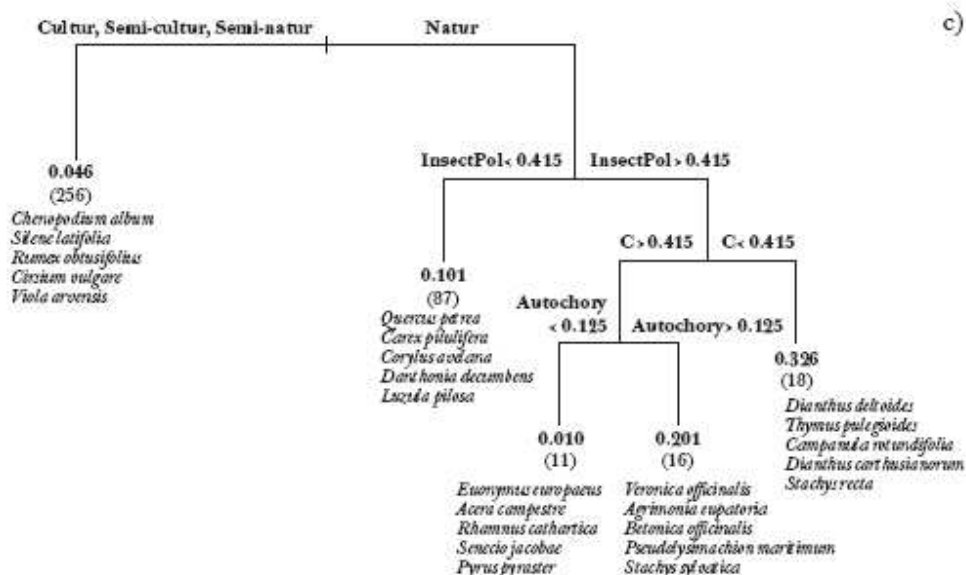 c)
Cultur, Semi-cultur, Semi-natur Natur
InsectPol < 0.415 InsectPol > 0.415
0.046
(256)
Chenopodium album
Silene latifolia
Rumex obtusifolius
Cirsium vulgare
Viola arvensis
C > 0.415 C < 0.415
0.101
(87)
Quercus petrea
Carex pilulifera
Corylus avelana
Danthonia decumbens
Luzula pilosa
Autochory
< 0.125 Autochory > 0.125
0.326
(18)
Dianthus deltoides
Thymus pulegioides
Campanula rotundifolia
Dianthus carthusianorum
Stachys recta
0.010
(11)
Euonymus europaeus
Acera campestre
Rhamnus cathartica
Senecio jacobae
Pyrus pyraster
0.201
(16)
Veronica officinalis
Agrimonia eupatoria
Betonica officinalis
Pseudolysimachion maritimum
Stachys sylvatica